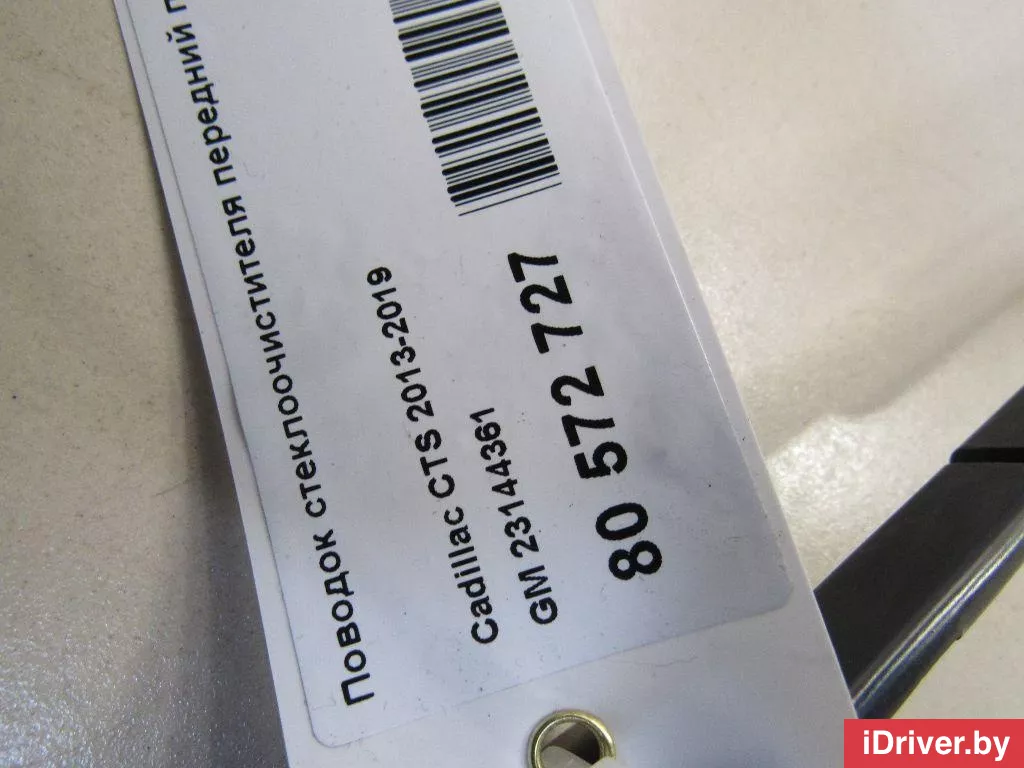 Поводок стеклоочистителя передний
Cadillac CTS 2013-2019
GM 23144361
80 572 727
iDriver.by